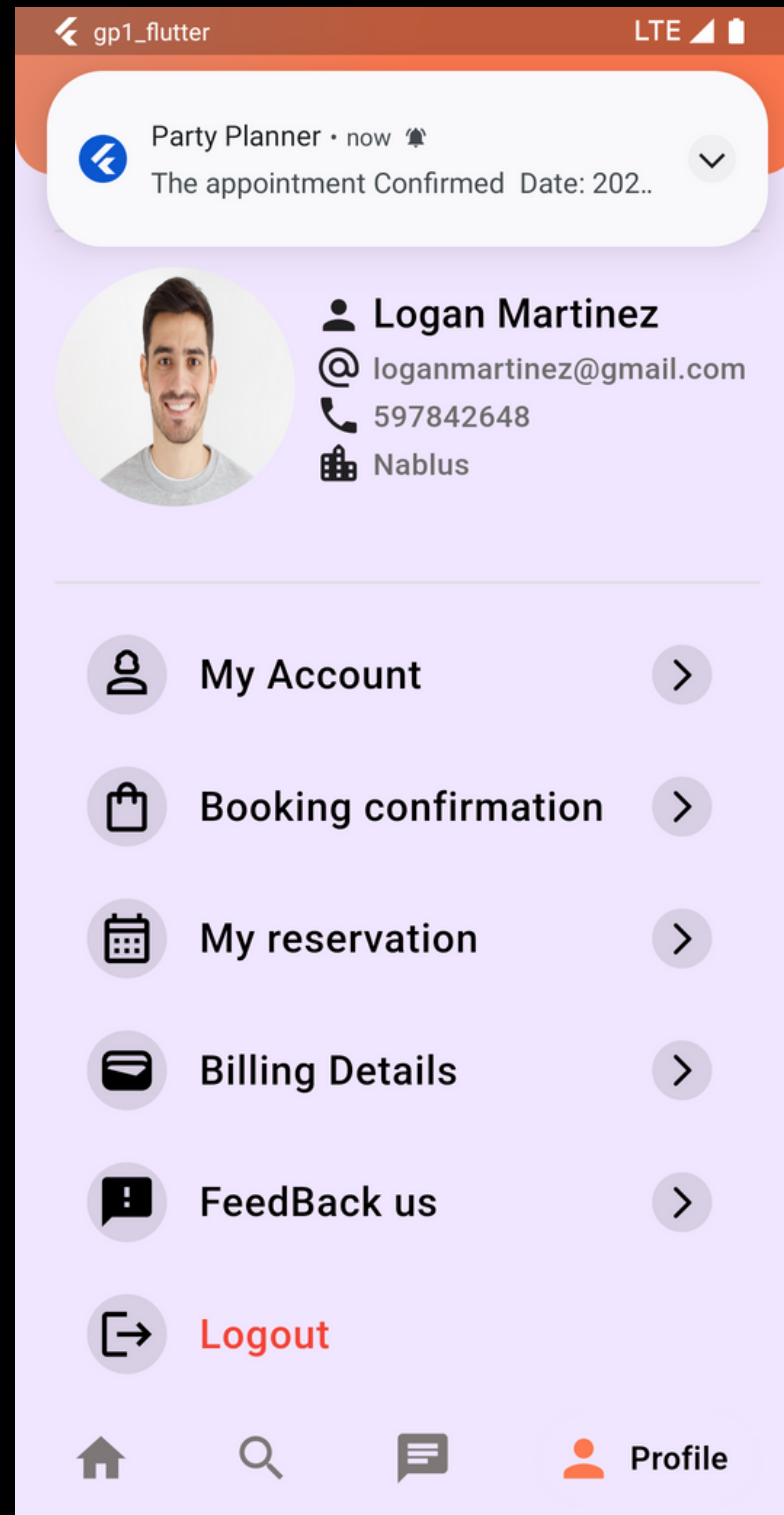 gp1_flutter LTE
Party Planner • now
The appointment Confirmed Date: 202..
Logan Martinez
loganmartinez@gmail.com
597842648
Nablus
My Account
Booking confirmation
My reservation
Billing Details
FeedBack us
Logout
Profile